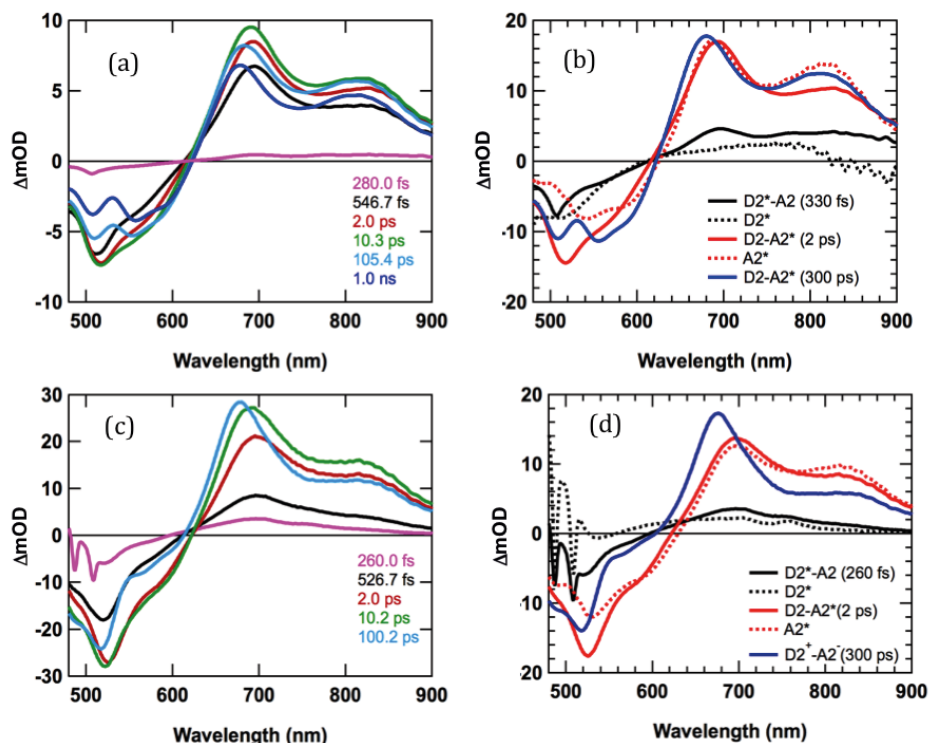 (a)
ΔmOD
10
5
0
-5
-10
500 600 700 800 900
Wavelength (nm)
280.0 fs
546.7 fs
2.0 ps
10.3 ps
105.4 ps
1.0 ns
(b)
ΔmOD
20
10
0
-10
-20
500 600 700 800 900
Wavelength (nm)
D2*-A2 (330 fs)
D2*
D2-A2* (2 ps)
A2*
D2-A2* (300 ps)
(c)
ΔmOD
30
20
10
0
-10
-20
-30
500 600 700 800 900
Wavelength (nm)
260.0 fs
526.7 fs
2.0 ps
10.2 ps
100.2 ps
(d)
ΔmOD
20
10
0
10
20
500 600 700 800 900
Wavelength (nm)
D2*-A2 (260 fs)
D2*
D2-A2*(2 ps)
A2*
D2⁺-A2⁻(300 ps)